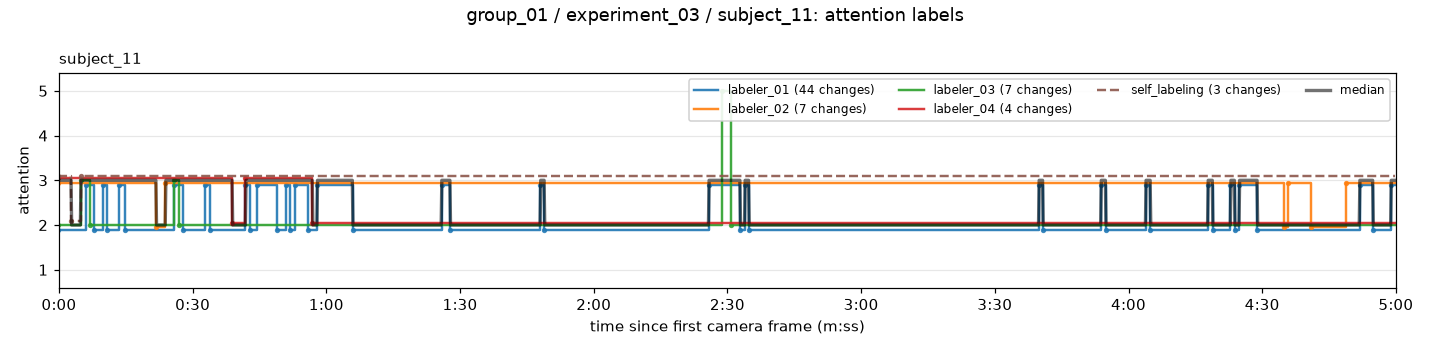 group_01 / experiment_03 / subject_11: attention labels
subject_11
labeler_01 (44 changes)
labeler_02 (7 changes)
labeler_03 (7 changes)
labeler_04 (4 changes)
self_labeling (3 changes)
median
attention
5
4
3
2
1
0:00 0:30 1:00 1:30 2:00 2:30 3:00 3:30 4:00 4:30 5:00
time since first camera frame (m:ss)